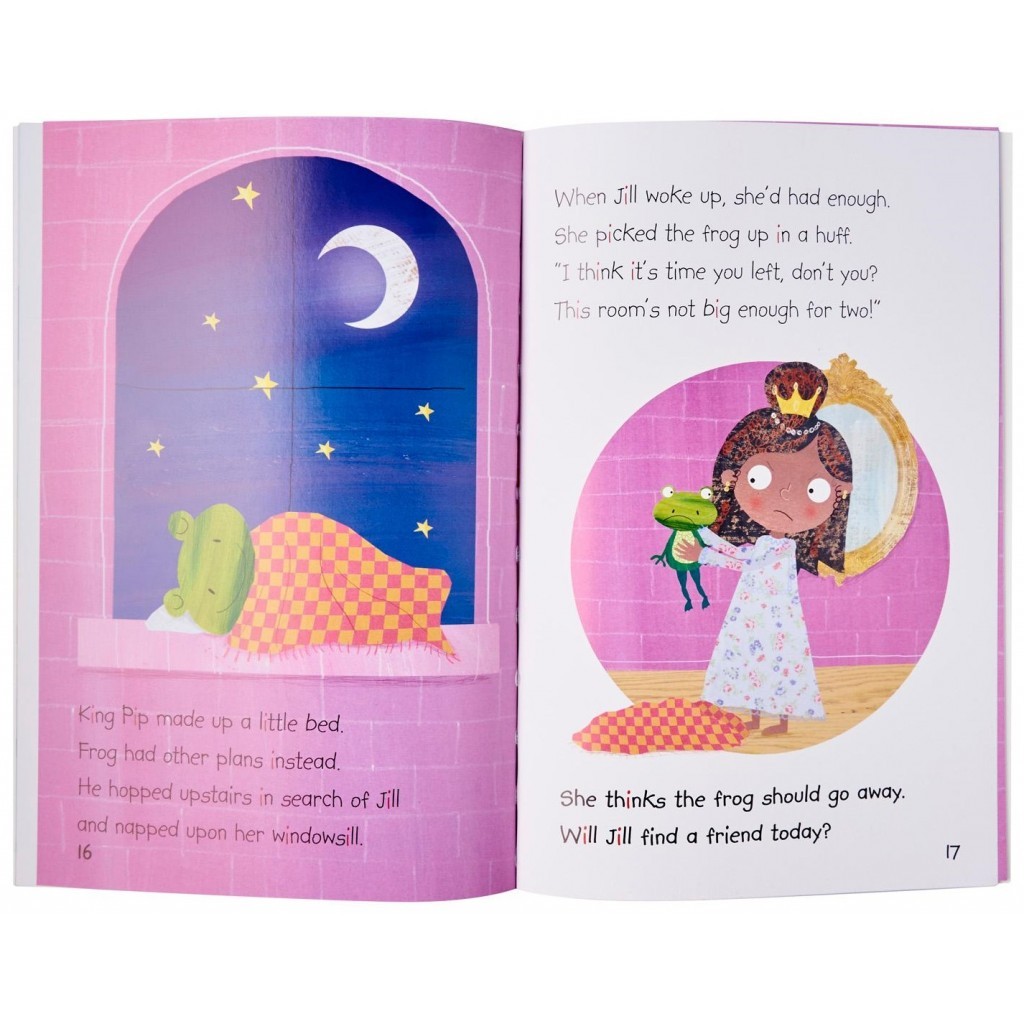 King Pip made up a little bed.
Frog had other plans instead.
He hopped upstairs in search of Jill
and napped upon her windowsill.
16
When Jill woke up, she'd had enough.
She picked the frog up in a huff.
"I think it's time you left, don't you?
This room's not big enough for two!"
She thinks the frog should go away.
Will Jill find a friend today?
17